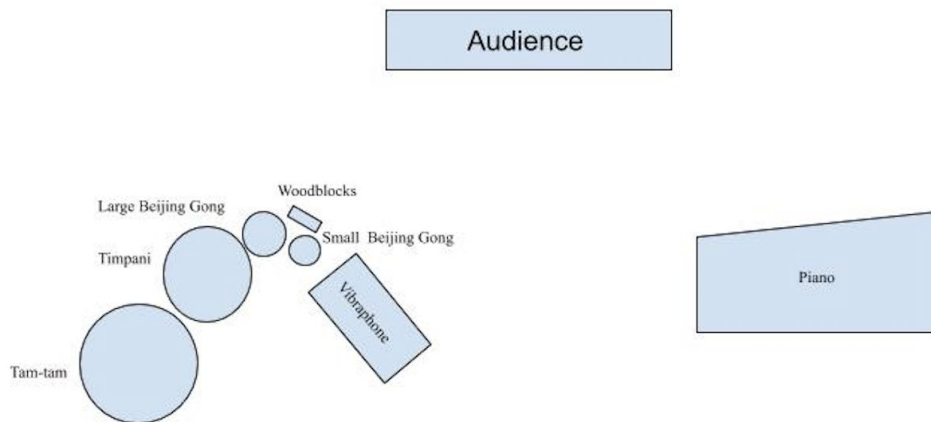 Audience
Woodblocks
Large Beijing Gong
Small Beijing Gong
Timpani
Vibraphone
Piano
Tam-tam